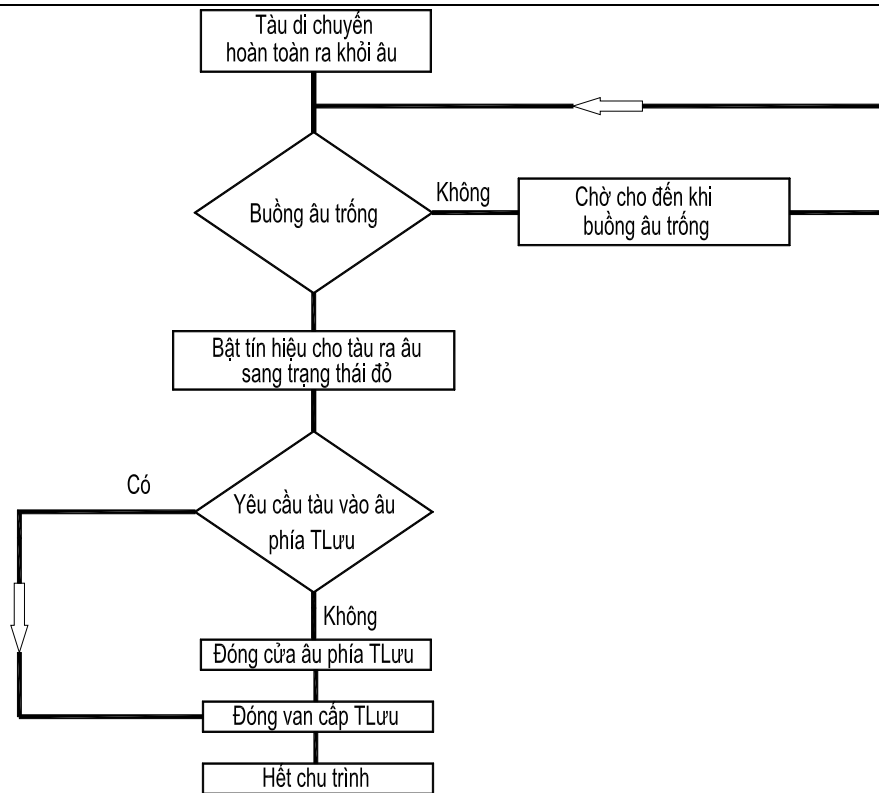 Tàu di chuyển
hoàn toàn ra khỏi âu
Buồng âu trống
Không
Chờ cho đến khi
buồng âu trống
Bật tín hiệu cho tàu ra âu
sang trạng thái đỏ
Có
Yêu cầu tàu vào âu
phía TLưu
Không
Đóng cửa âu phía TLưu
Đóng van cấp TLưu
Hết chu trình